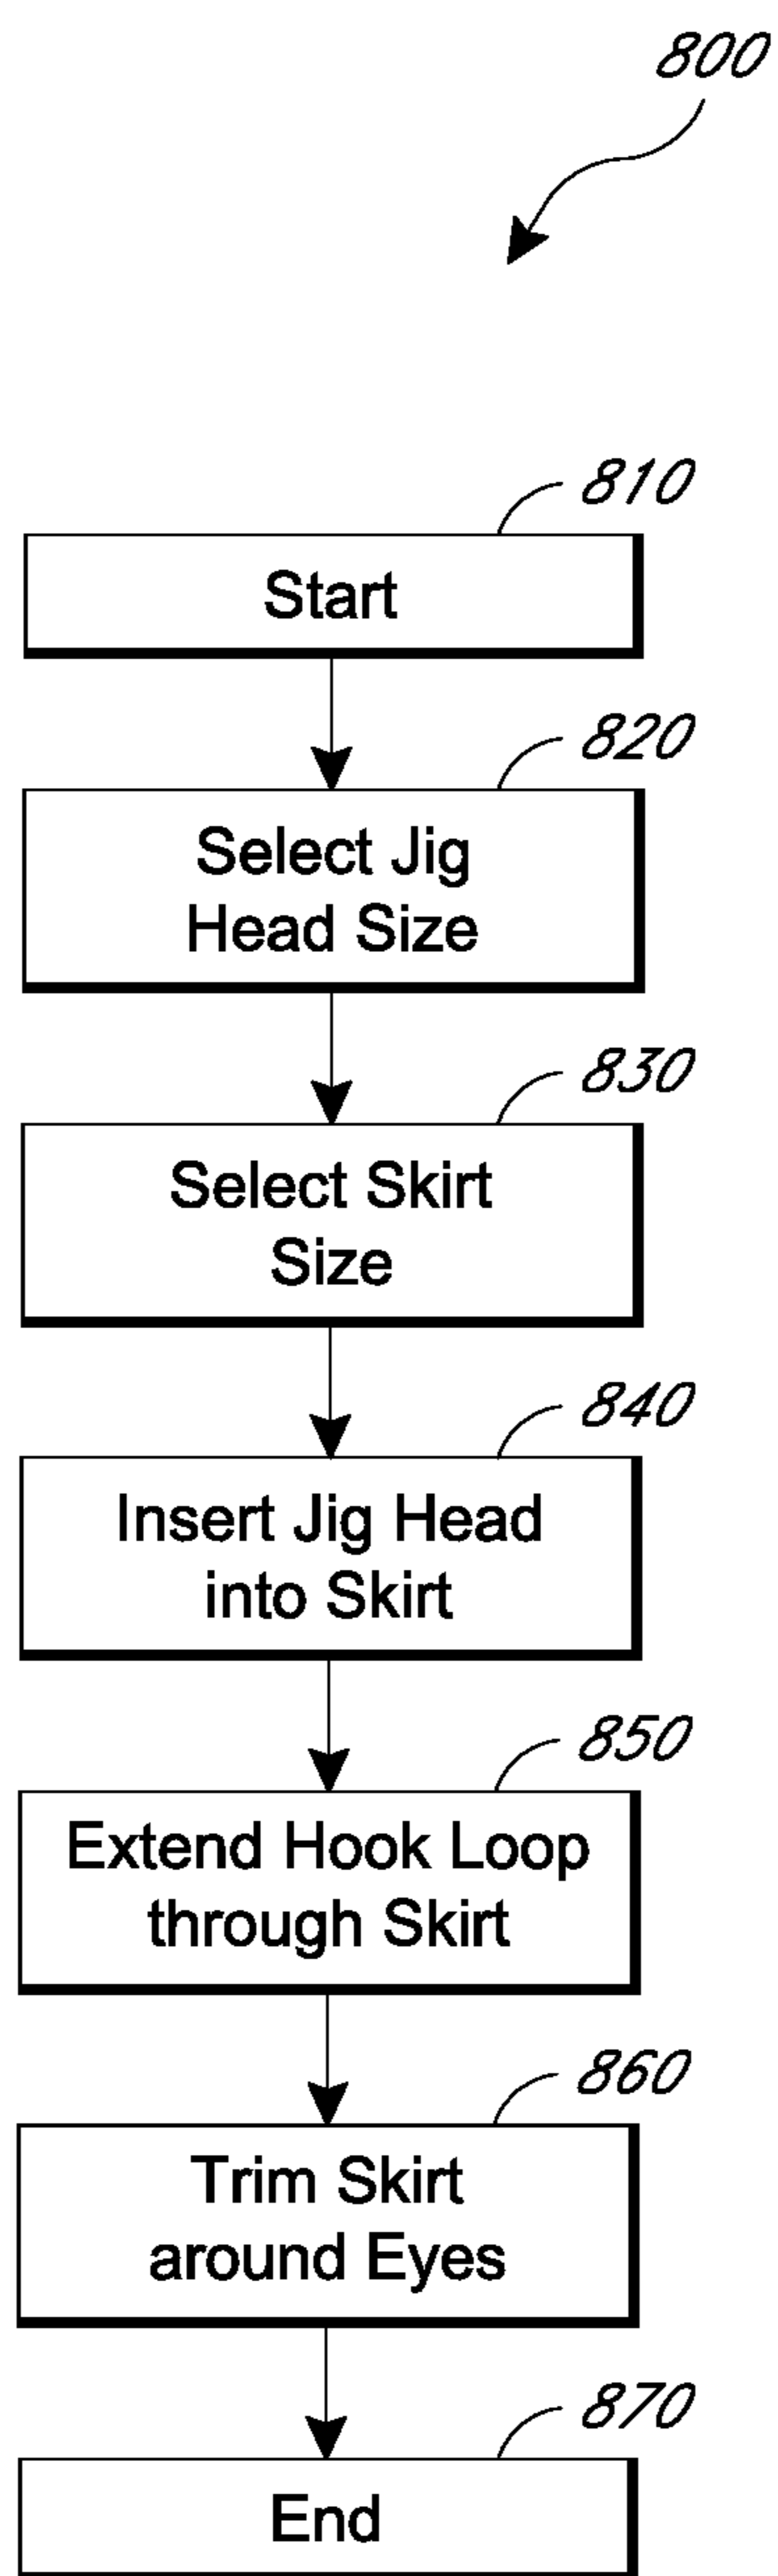 800
810
Start
820
Select Jig
Head Size
830
Select Skirt
Size
840
Insert Jig Head
into Skirt
850
Extend Hook Loop
through Skirt
860
Trim Skirt
around Eyes
870
End